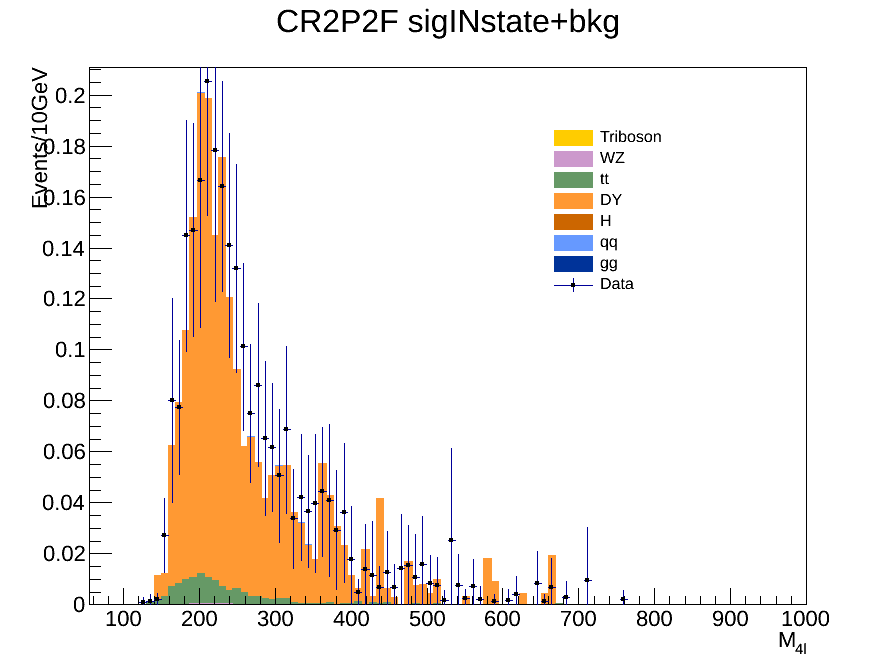 CR2P2F sigINstate+bkg
Events/10GeV
0.2
0.18
0.16
0.14
0.12
0.1
0.08
0.06
0.04
0.02
0
Triboson
WZ
tt
DY
H
qq
gg
Data
100 200 300 400 500 600 700 800 900 1000
M4l